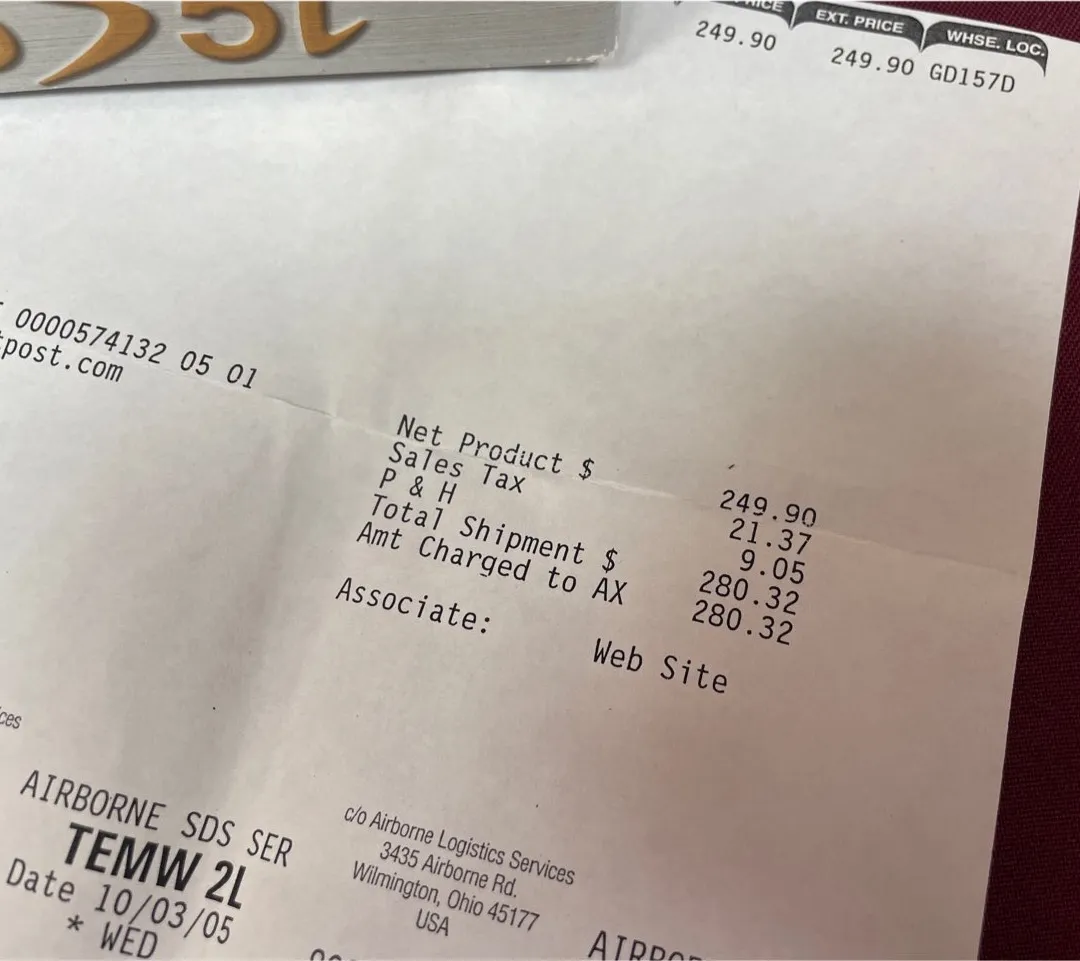 EXT. PRICE WHSE. LOC.
249.90 249.90 GD157D
0000574132 05 01
post.com
Net Product $ 249.90
Sales Tax 21.37
P & H 9.05
Total Shipment $ 280.32
Amt Charged to AX 280.32
Associate: Web Site
AIRBORNE SDS SER
TEMW 2L
Date 10/03/05
* WED
c/o Airborne Logistics Services
3435 Airborne Rd.
Wilmington, Ohio 45177
USA